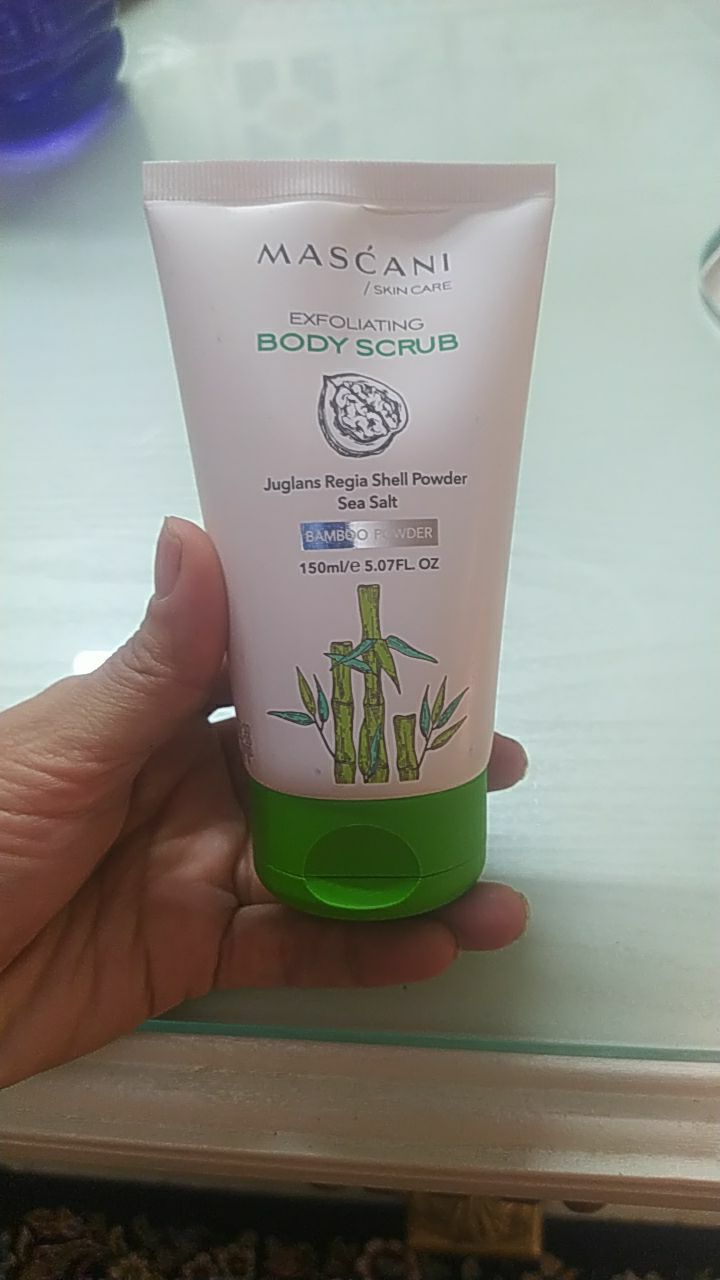 MASĆANI
/ SKIN CARE
EXFOLIATING
BODY SCRUB
Juglans Regia Shell Powder
Sea Salt
BAMBOO POWDER
150ml/e 5.07FL. OZ